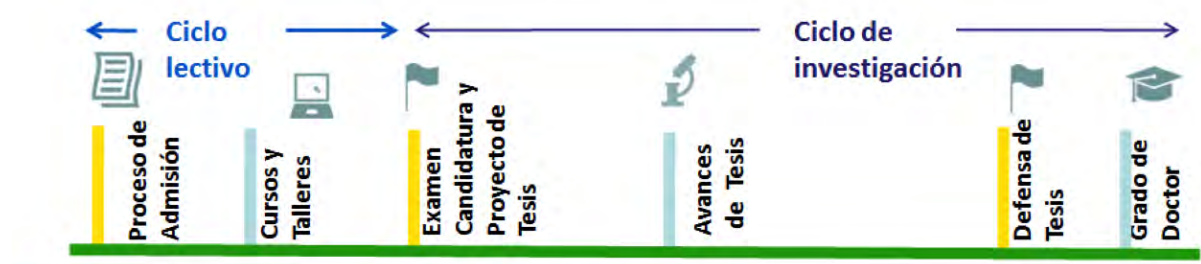 Ciclo
lectivo
Ciclo de
investigación
Proceso de
Admisión
Cursos y
Talleres
Examen
Candidatura y
Proyecto de
Tesis
Avances
de Tesis
Defensa de
Tesis
Grado de
Doctor